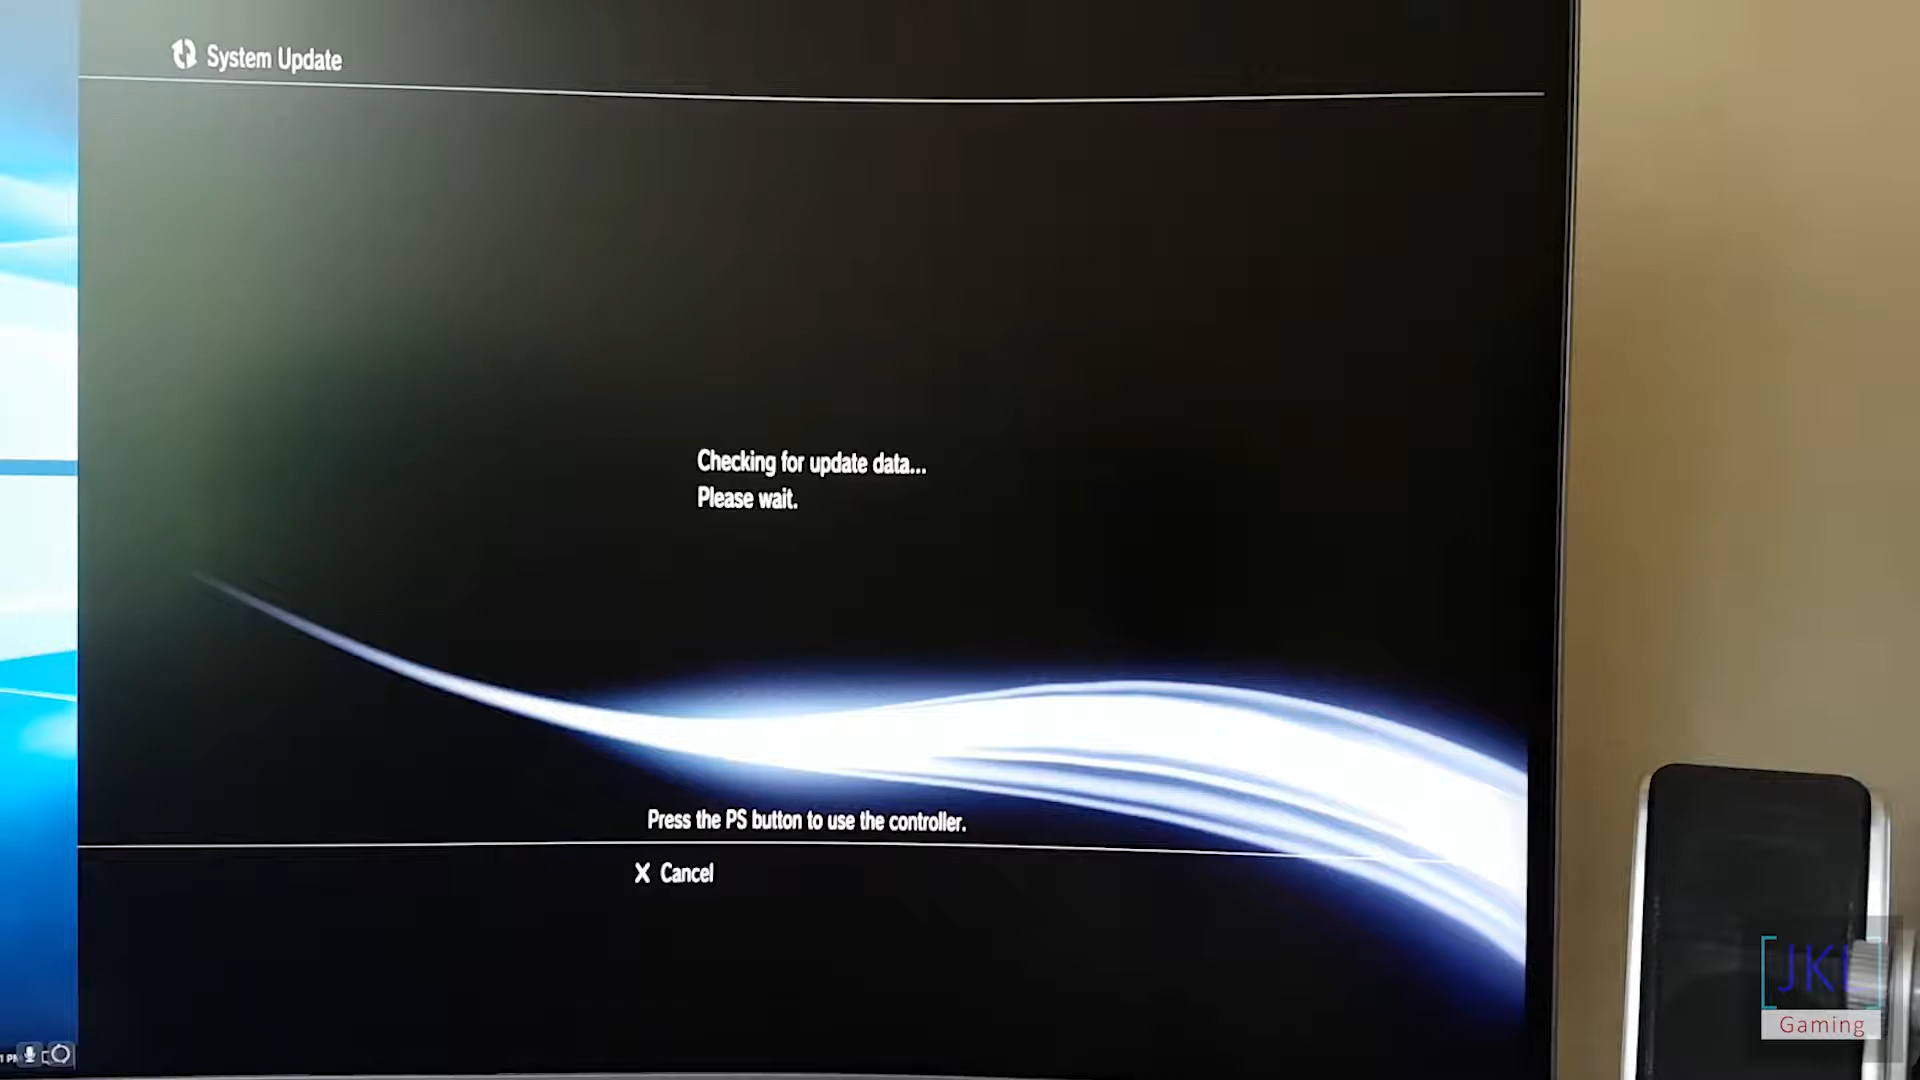 System Update
Checking for update data...
Please wait.
Press the PS button to use the controller.
X Cancel
JKL
Gaming